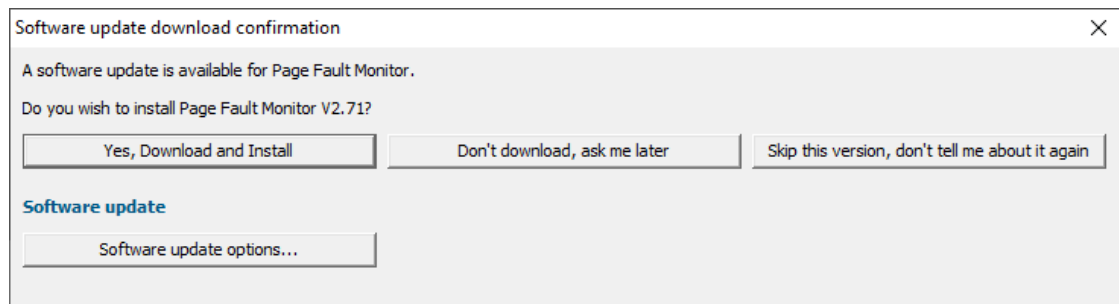 Software update download confirmation
A software update is available for Page Fault Monitor.
Do you wish to install Page Fault Monitor V2.71?
Yes, Download and Install
Don't download, ask me later
Skip this version, don't tell me about it again
Software update
Software update options...